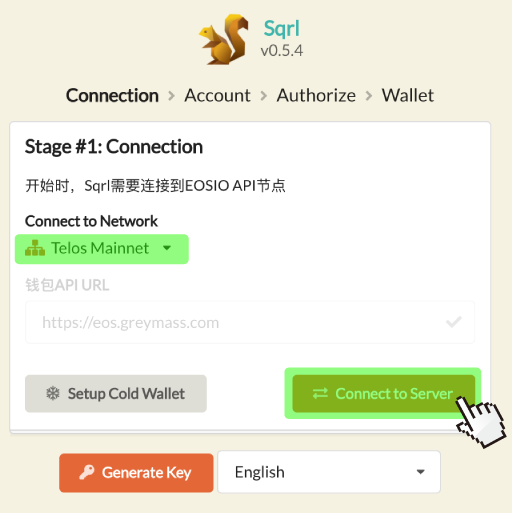 Sqrl
v0.5.4
Connection > Account > Authorize > Wallet
Stage #1: Connection
开始时，Sqrl需要连接到EOSIO API节点
Connect to Network
Telos Mainnet
钱包API URL
https://eos.greymass.com
Setup Cold Wallet
Connect to Server
Generate Key
English